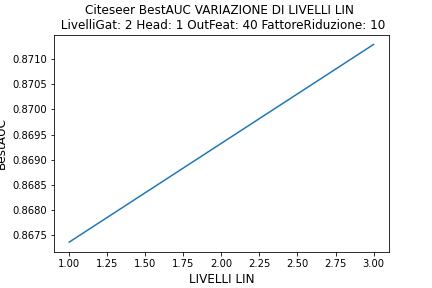 Citeseer BestAUC VARIAZIONE DI LIVELLI LIN
LivelliGat: 2 Head: 1 OutFeat: 40 FattoreRiduzione: 10
BestAUC
0.8710
0.8705
0.8700
0.8695
0.8690
0.8685
0.8680
0.8675
1.00 1.25 1.50 1.75 2.00 2.25 2.50 2.75 3.00
LIVELLI LIN